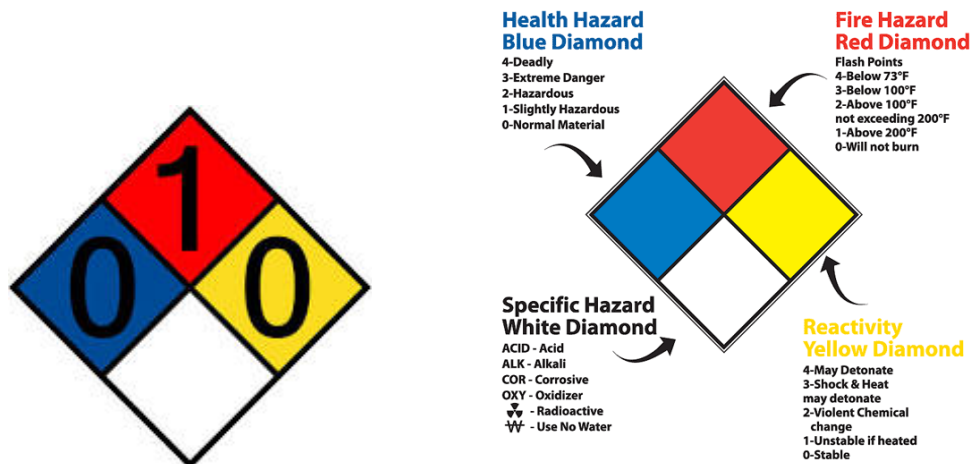 1
0
0
Health Hazard
Blue Diamond
4-Deadly
3-Extreme Danger
2-Hazardous
1-Slightly Hazardous
0-Normal Material
Fire Hazard
Red Diamond
Flash Points
4-Below 73°F
3-Below 100°F
2-Above 100°F
not exceeding 200°F
1-Above 200°F
0-Will not burn
Specific Hazard
White Diamond
ACID - Acid
ALK - Alkali
COR - Corrosive
OXY - Oxidizer
- Radioactive
W - Use No Water
Reactivity
Yellow Diamond
4-May Detonate
3-Shock & Heat
may detonate
2-Violent Chemical
change
1-Unstable if heated
0-Stable